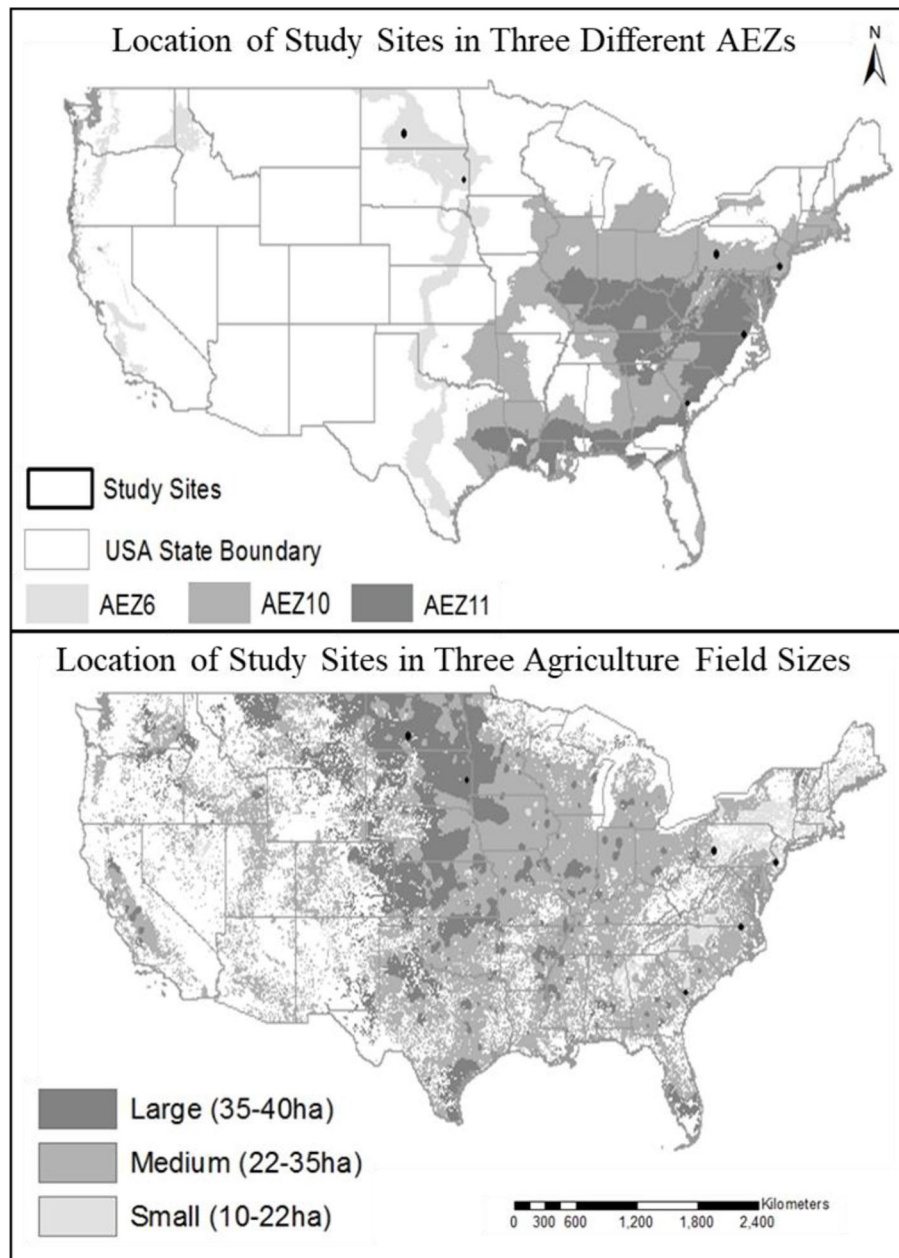 Location of Study Sites in Three Different AEZs
N
Study Sites
USA State Boundary
AEZ6 AEZ10 AEZ11
Location of Study Sites in Three Agriculture Field Sizes
Large (35-40ha)
Medium (22-35ha)
Small (10-22ha)
Kilometers
0 300 600 1,200 1,800 2,400